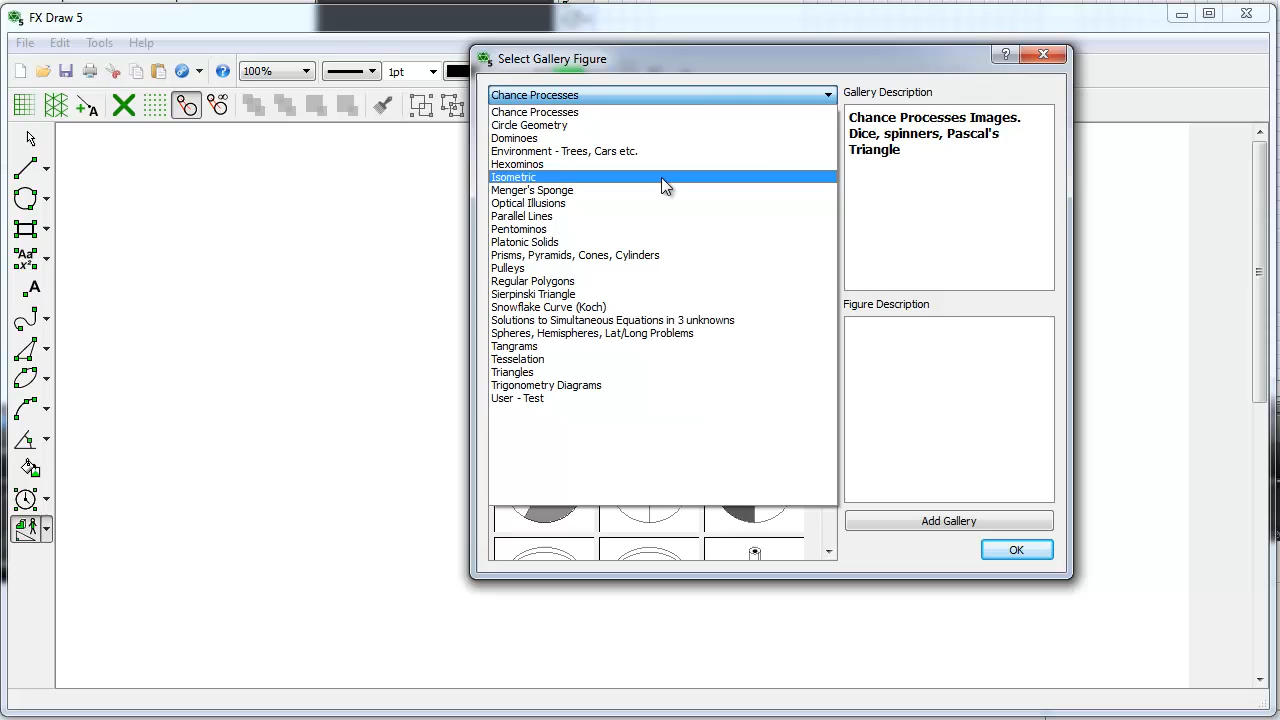 FX Draw 5
File Edit Tools Help
100% 1pt
Aa x²
A
Select Gallery Figure
Chance Processes
Chance Processes
Circle Geometry
Dominoes
Environment - Trees, Cars etc.
Hexominos
Isometric
Menger's Sponge
Optical Illusions
Parallel Lines
Pentominos
Platonic Solids
Prisms, Pyramids, Cones, Cylinders
Pulleys
Regular Polygons
Sierpinski Triangle
Snowflake Curve (Koch)
Solutions to Simultaneous Equations in 3 unknowns
Spheres, Hemispheres, Lat/Long Problems
Tangrams
Tesselation
Triangles
Trigonometry Diagrams
User - Test
Gallery Description
Chance Processes Images.
Dice, spinners, Pascal's
Triangle
Figure Description
Add Gallery
OK